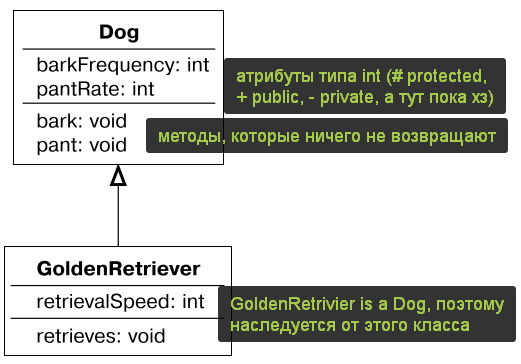 Dog
barkFrequency: int
pantRate: int
атрибуты типа int (# protected,
+ public, - private, а тут пока хз)
bark: void
pant: void
методы, которые ничего не возвращают
GoldenRetriever
retrievalSpeed: int
retrieves: void
GoldenRetrivier is a Dog, поэтому
наследуется от этого класса